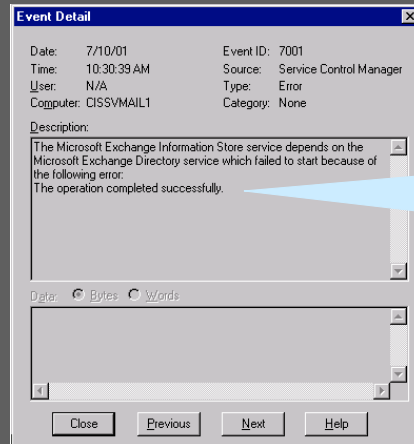 Event Detail
Date: 7/10/01 Event ID: 7001
Time: 10:30:39 AM Source: Service Control Manager
User: N/A Type: Error
Computer: CISSVMAIL1 Category: None
Description:
The Microsoft Exchange Information Store service depends on the
Microsoft Exchange Directory service which failed to start because of
the following error:
The operation completed successfully.
Data: Bytes Words
Close Previous Next Help